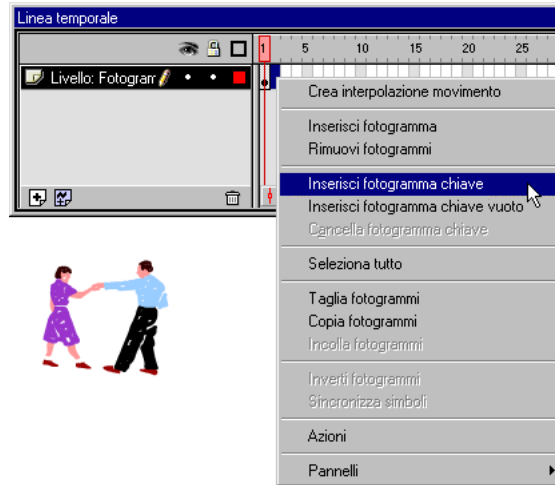 Linea temporale
1 5 10 15 20 25
Livello: Fotogram
Crea interpolazione movimento
Inserisci fotogramma
Rimuovi fotogrammi
Inserisci fotogramma chiave
Inserisci fotogramma chiave vuoto
Cancella fotogramma chiave
Seleziona tutto
Taglia fotogrammi
Copia fotogrammi
Incolla fotogrammi
Inverti fotogrammi
Sincronizza simboli
Azioni
Pannelli